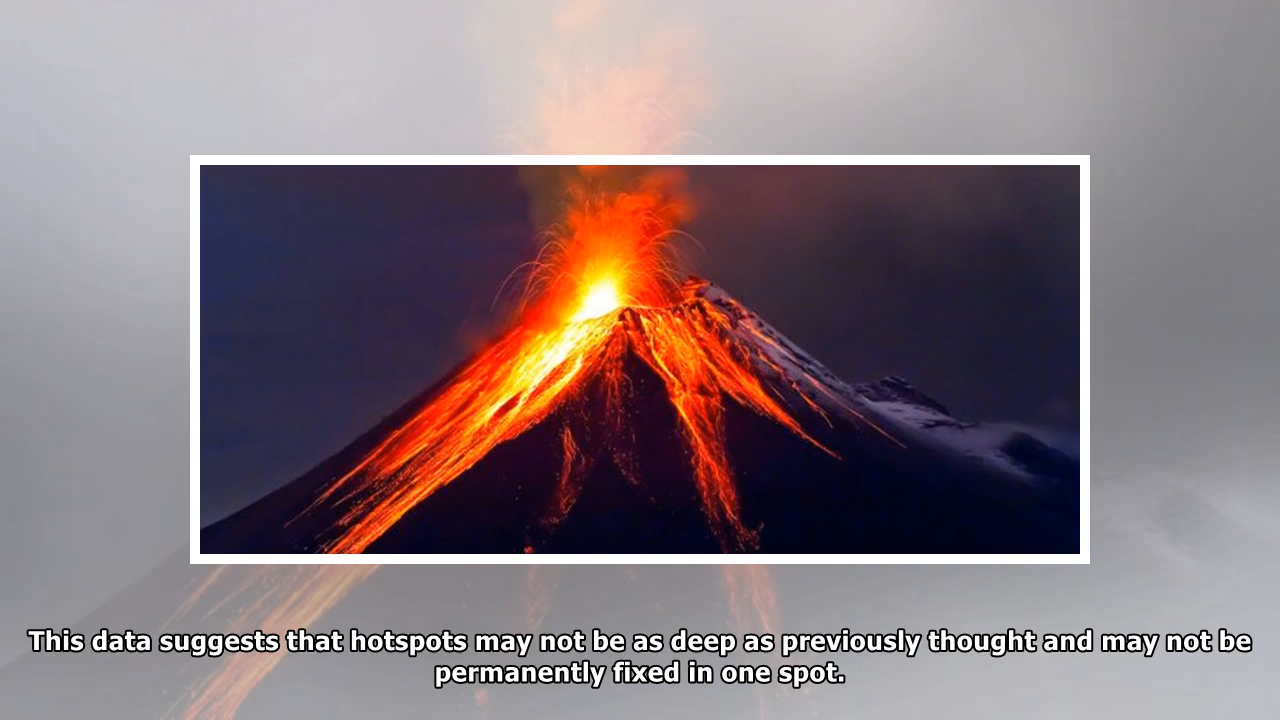 This data suggests that hotspots may not be as deep as previously thought and may not be
permanently fixed in one spot.